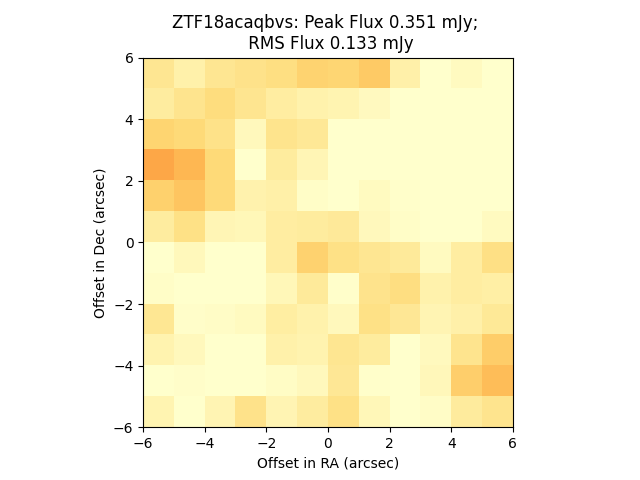 ZTF18acaqbvs: Peak Flux 0.351 mJy;
RMS Flux 0.133 mJy
6
4
2
0
−2
−4
−6
Offset in Dec (arcsec)
−6 −4 −2 0 2 4 6
Offset in RA (arcsec)